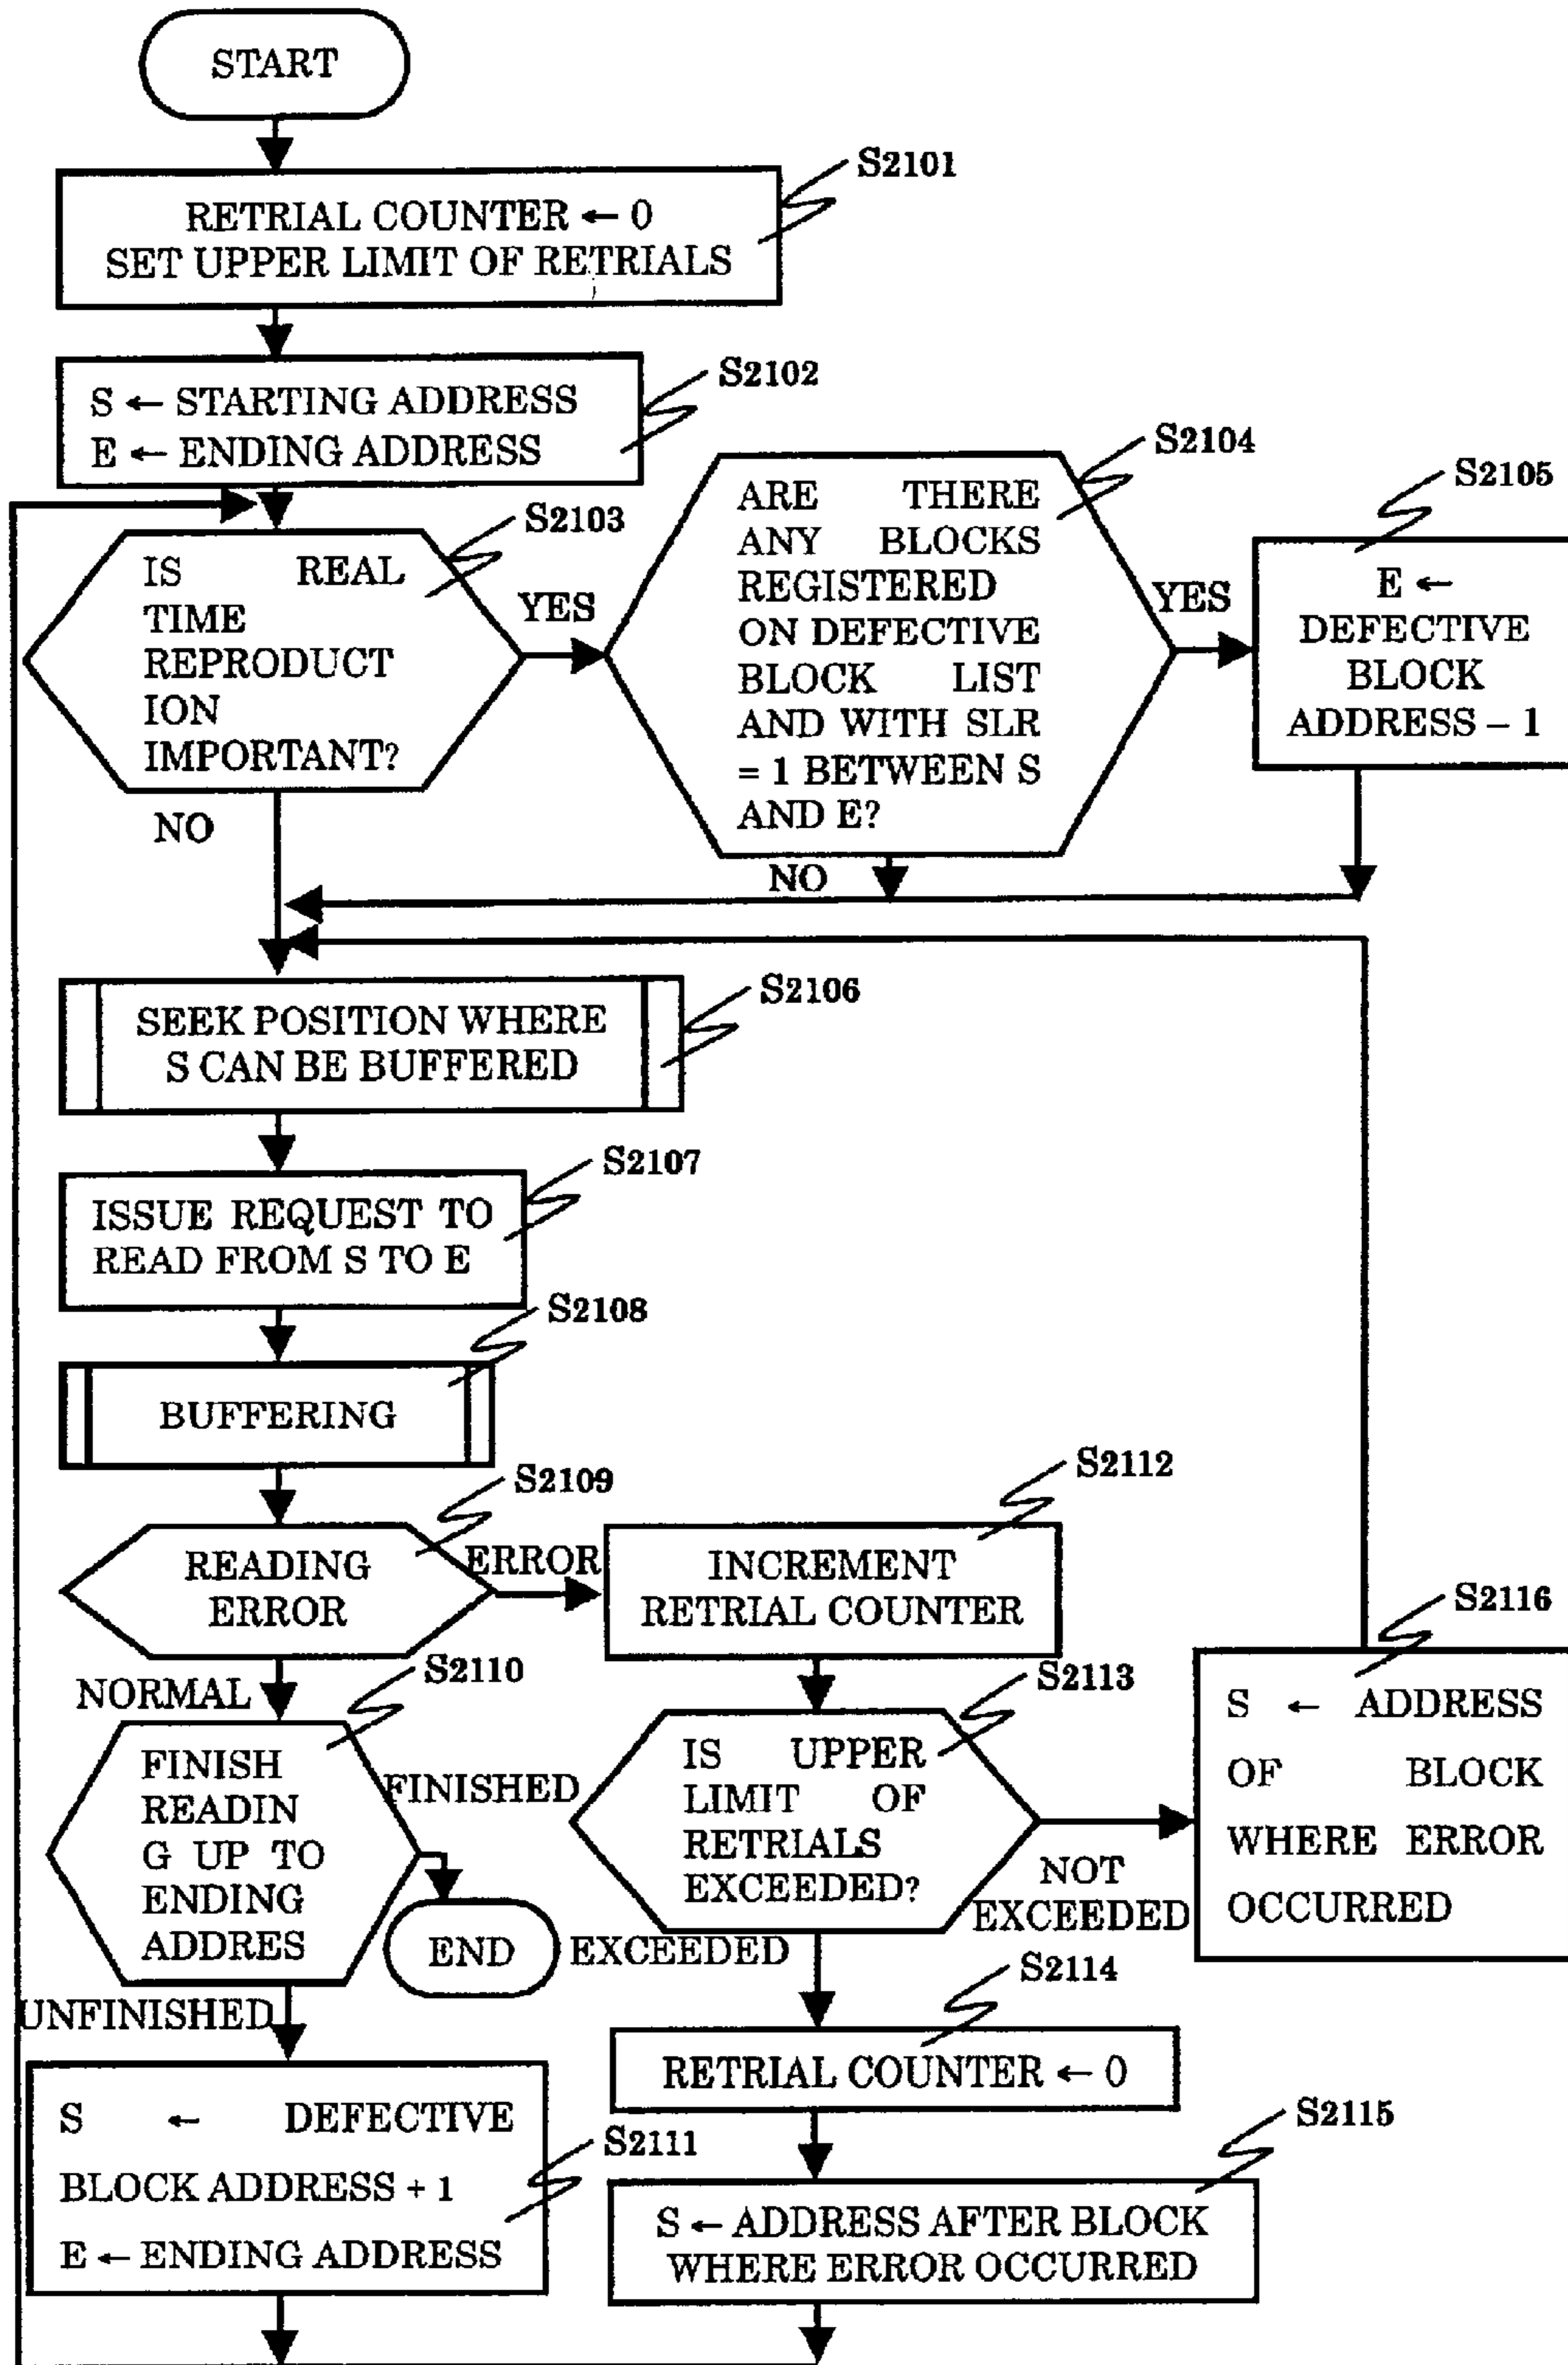 START
S2101
RETRIAL COUNTER ← 0
SET UPPER LIMIT OF RETRIALS
S2102
S ← STARTING ADDRESS
E ← ENDING ADDRESS
S2103
IS REAL
TIME
REPRODUCT
ION
IMPORTANT?
YES
NO
S2104
ARE THERE
ANY BLOCKS
REGISTERED
ON DEFECTIVE
BLOCK LIST
AND WITH SLR
= 1 BETWEEN S
AND E?
YES
NO
S2105
E ←
DEFECTIVE
BLOCK
ADDRESS – 1
S2106
SEEK POSITION WHERE
S CAN BE BUFFERED
S2107
ISSUE REQUEST TO
READ FROM S TO E
S2108
BUFFERING
S2109
READING
ERROR
ERROR
NORMAL
S2112
INCREMENT
RETRIAL COUNTER
S2110
FINISH
READIN
G UP TO
ENDING
ADDRES
FINISHED
END
UNFINISHED
S2113
IS UPPER
LIMIT OF
RETRIALS
EXCEEDED?
NOT
EXCEEDED
EXCEEDED
S2116
S ← ADDRESS
OF BLOCK
WHERE ERROR
OCCURRED
S2114
RETRIAL COUNTER ← 0
S2111
S ← DEFECTIVE
BLOCK ADDRESS + 1
E ← ENDING ADDRESS
S2115
S ← ADDRESS AFTER BLOCK
WHERE ERROR OCCURRED